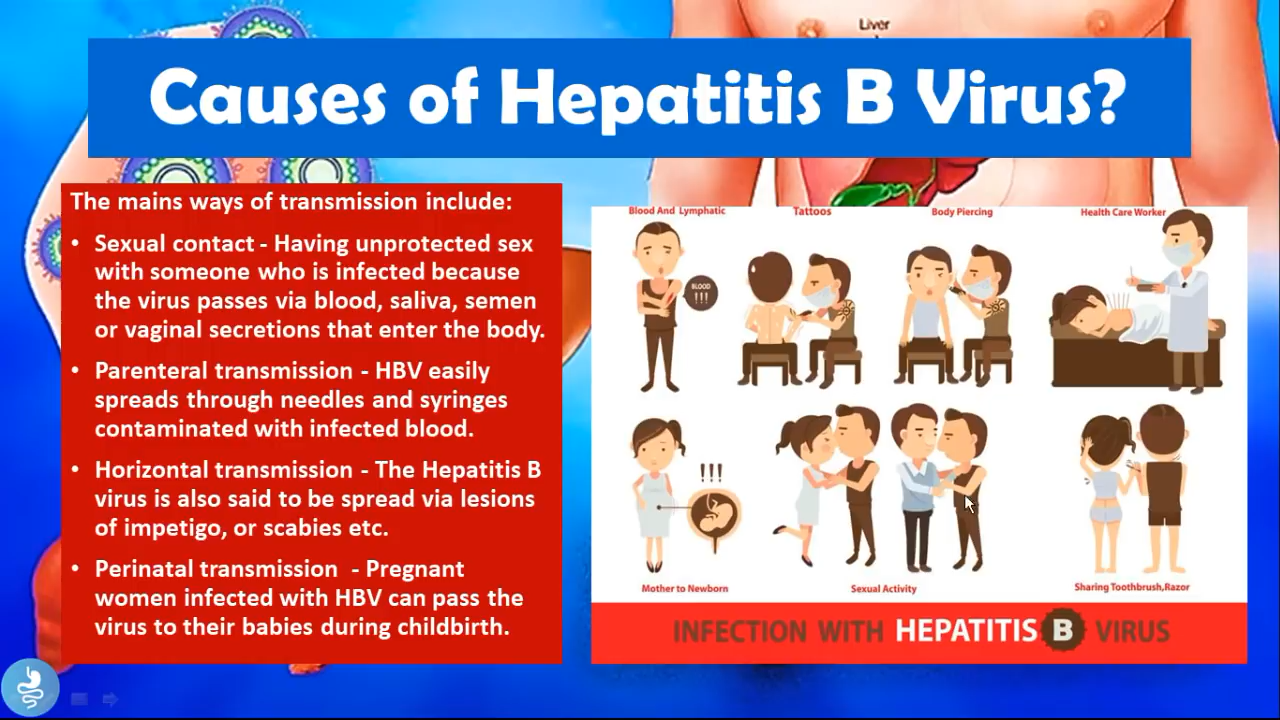 Liver
Causes of Hepatitis B Virus?
The mains ways of transmission include:
• Sexual contact - Having unprotected sex
with someone who is infected because
the virus passes via blood, saliva, semen
or vaginal secretions that enter the body.
• Parenteral transmission - HBV easily
spreads through needles and syringes
contaminated with infected blood.
• Horizontal transmission - The Hepatitis B
virus is also said to be spread via lesions
of impetigo, or scabies etc.
• Perinatal transmission - Pregnant
women infected with HBV can pass the
virus to their babies during childbirth.
Blood And Lymphatic
Tattoos
Body Piercing
Health Care Worker
BLOOD
!!!
!!!
Mother to Newborn
Sexual Activity
Sharing Toothbrush,Razor
INFECTION WITH HEPATITIS B VIRUS